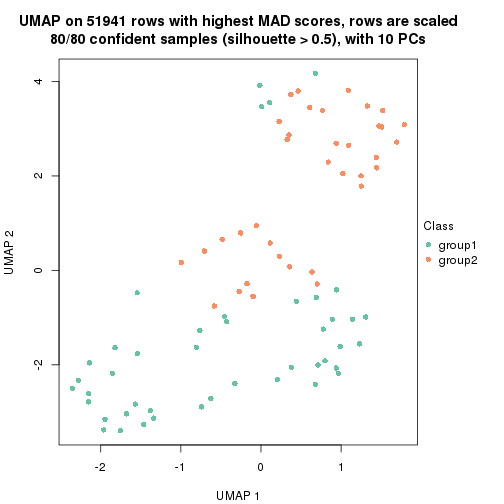 UMAP on 51941 rows with highest MAD scores, rows are scaled
80/80 confident samples (silhouette > 0.5), with 10 PCs
4
2
0
-2
UMAP 2
-2
-1
0
1
UMAP 1
Class
group1
group2